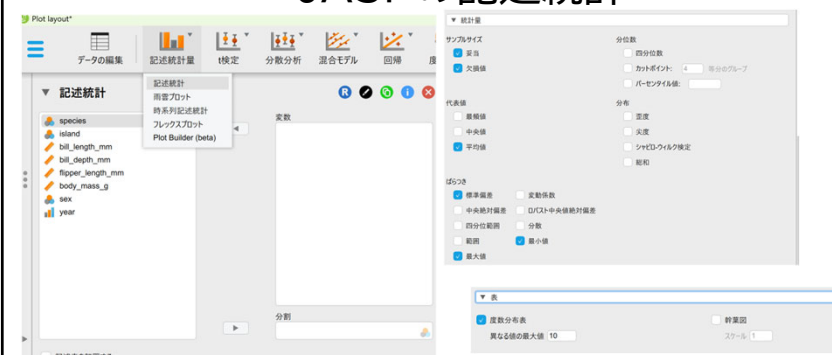 JASPの記述統計
Plot layout*
データの編集
記述統計量
t検定
分散分析
混合モデル
回帰
記述統計
雨雲プロット
時系列記述統計
フレックスプロット
Plot Builder (beta)
▼ 記述統計
species
island
bill_length_mm
bill_depth_mm
flipper_length_mm
body_mass_g
sex
year
変数
分割
▼ 統計量
サンプルサイズ
妥当
欠損値
代表値
最頻値
中央値
平均値
ばらつき
標準偏差 変動係数
中央絶対偏差 ロバスト中央値絶対偏差
四分位範囲 分散
範囲 最小値
最大値
分位数
四分位数
カットポイント: 4 等分のグループ
パーセンタイル値:
分布
歪度
尖度
シャピロ-ウィルク検定
総和
▼ 表
度数分布表
異なる値の最大値 10
幹葉図
スケール 1